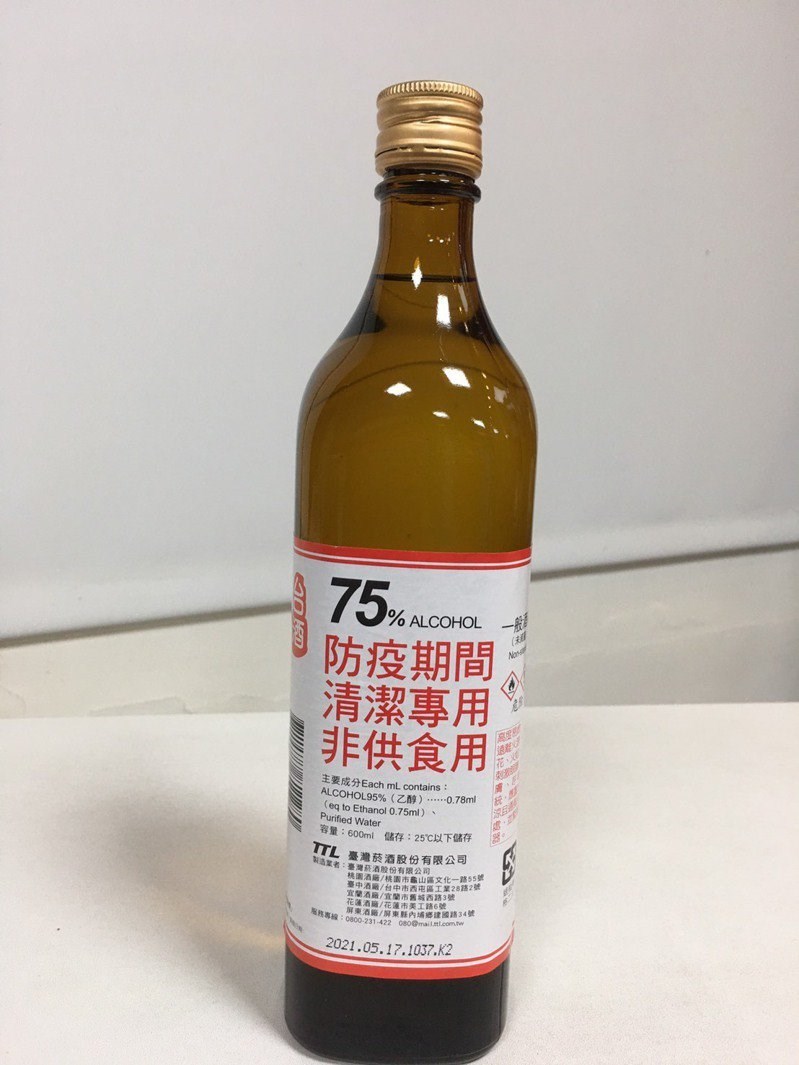 台酒
75% ALCOHOL
防疫期間
清潔專用
非供食用
主要成分Each mL contains：
ALCOHOL95%（乙醇）……0.78ml
（eq to Ethanol 0.75ml）、
Purified Water
容量：600ml 儲存：25℃以下儲存
TTL 臺灣菸酒股份有限公司
製造業者：臺灣菸酒股份有限公司
桃園酒廠/桃園市龜山區文化一路55號
臺中酒廠/台中市西屯區工業28路2號
宜蘭酒廠/宜蘭市舊城西路3號
花蓮酒廠/花蓮市美工路6號
屏東酒廠/屏東縣內埔鄉建國路34號
服務專線：0800-231-422 080@mail.ttl.com.tw
2021.05.17.1037.K2
一般